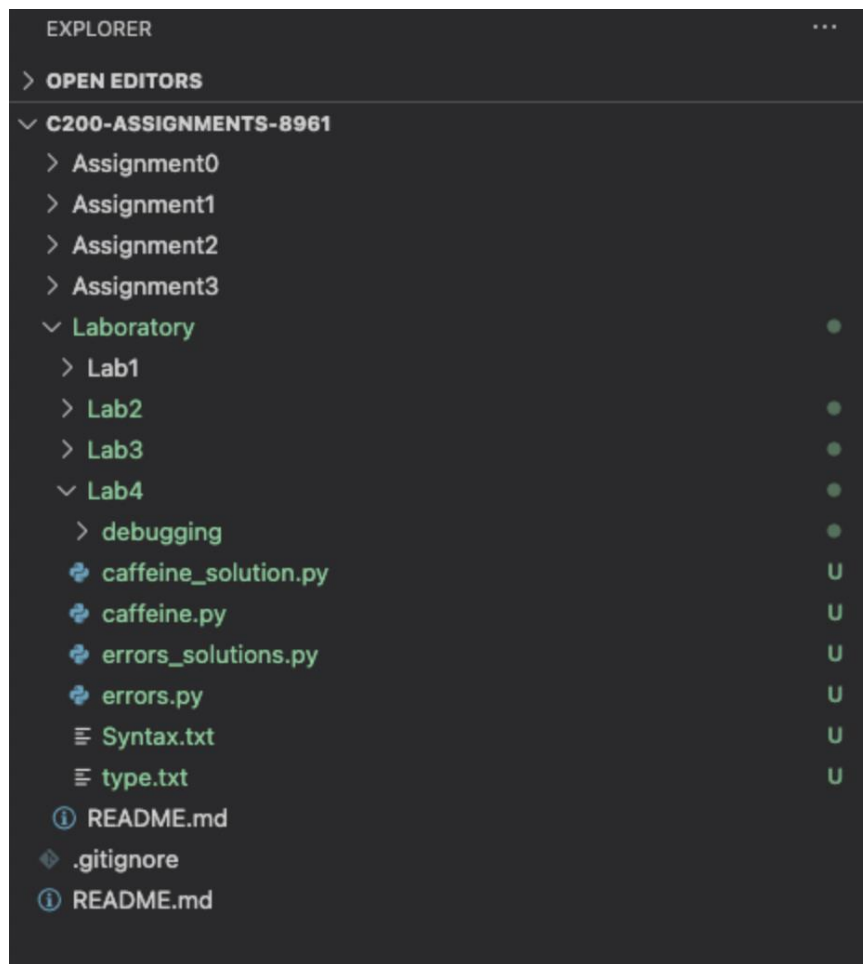 EXPLORER ...
OPEN EDITORS
C200-ASSIGNMENTS-8961
Assignment0
Assignment1
Assignment2
Assignment3
Laboratory
Lab1
Lab2
Lab3
Lab4
debugging
caffeine_solution.py U
caffeine.py U
errors_solutions.py U
errors.py U
Syntax.txt U
type.txt U
README.md
.gitignore
README.md